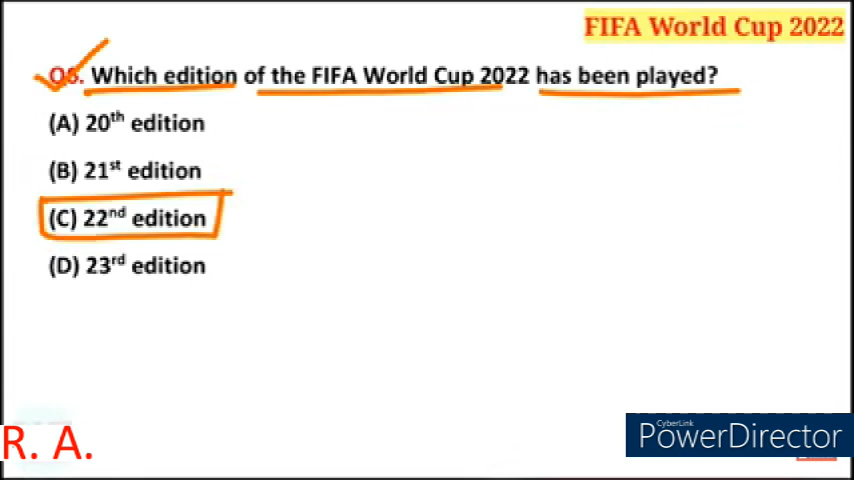 FIFA World Cup 2022
Which edition of the FIFA World Cup 2022 has been played?
(A) 20th edition
(B) 21st edition
(C) 22nd edition
(D) 23rd edition
R. A.
CyberLink
PowerDirector